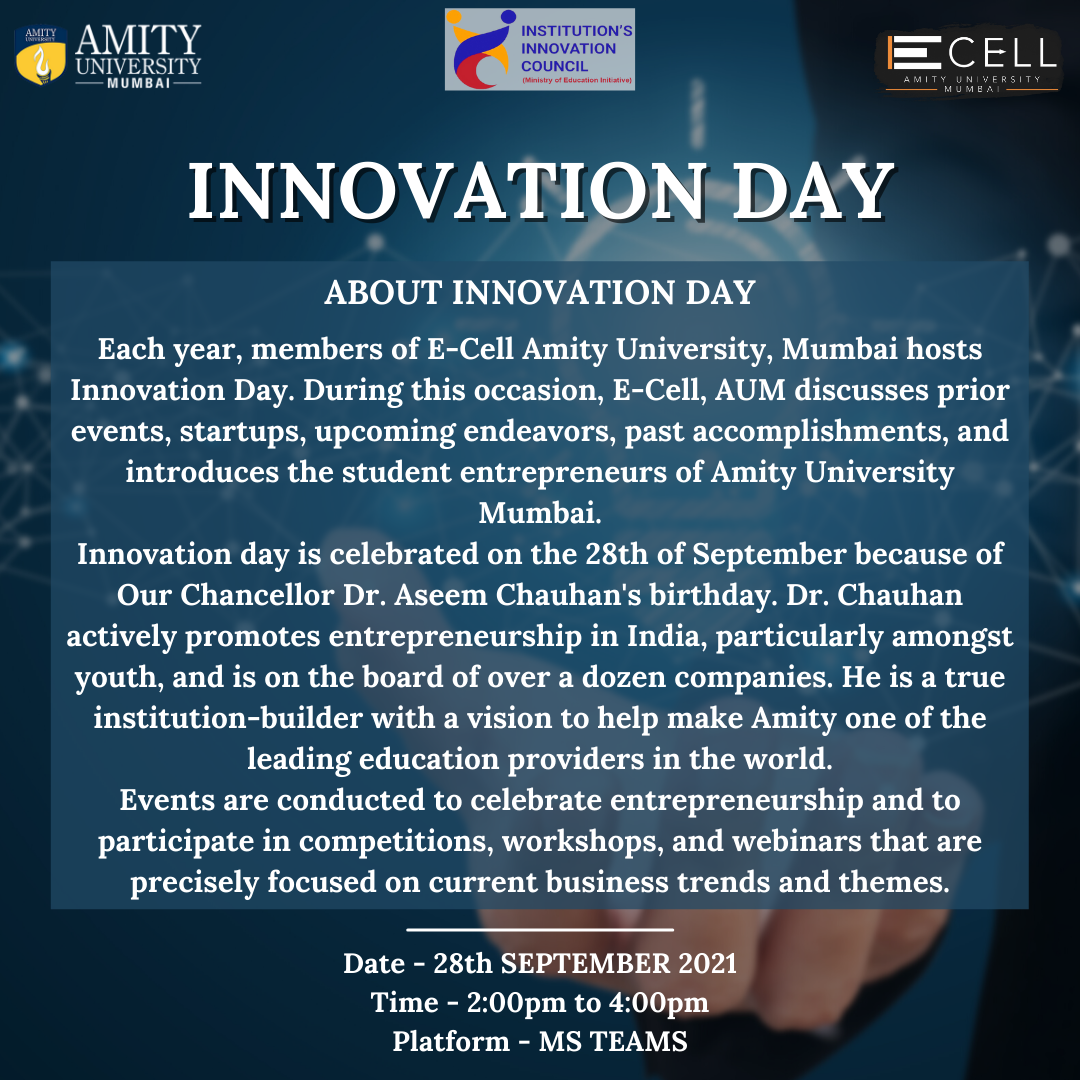 AMITY
UNIVERSITY
AMITY
UNIVERSITY
MUMBAI
INSTITUTION'S
INNOVATION
COUNCIL
(Ministry of Education Initiative)
ECELL
AMITY UNIVERSITY
MUMBAI
INNOVATION DAY
ABOUT INNOVATION DAY
Each year, members of E-Cell Amity University, Mumbai hosts
Innovation Day. During this occasion, E-Cell, AUM discusses prior
events, startups, upcoming endeavors, past accomplishments, and
introduces the student entrepreneurs of Amity University
Mumbai.
Innovation day is celebrated on the 28th of September because of
Our Chancellor Dr. Aseem Chauhan's birthday. Dr. Chauhan
actively promotes entrepreneurship in India, particularly amongst
youth, and is on the board of over a dozen companies. He is a true
institution-builder with a vision to help make Amity one of the
leading education providers in the world.
Events are conducted to celebrate entrepreneurship and to
participate in competitions, workshops, and webinars that are
precisely focused on current business trends and themes.
Date - 28th SEPTEMBER 2021
Time - 2:00pm to 4:00pm
Platform - MS TEAMS